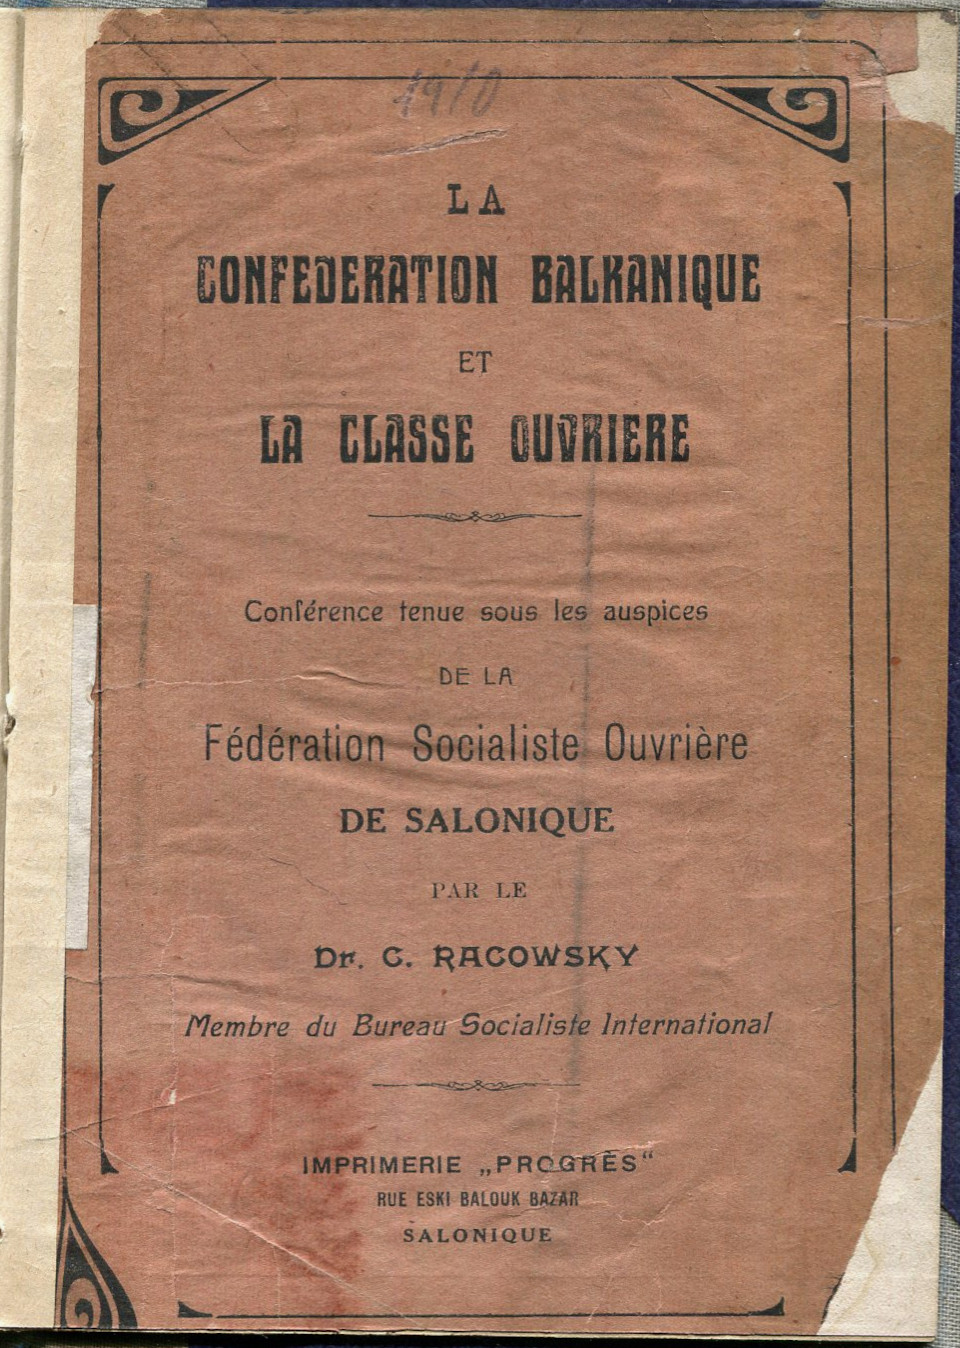 1910
LA
CONFEDERATION BALKANIQUE
ET
LA CLASSE OUVRIERE
Conférence tenue sous les auspices
DE LA
Fédération Socialiste Ouvrière
DE SALONIQUE
PAR LE
Dr. C. RACOWSKY
Membre du Bureau Socialiste International
IMPRIMERIE „PROGRÈS“
RUE ESKI BALOUK BAZAR
SALONIQUE